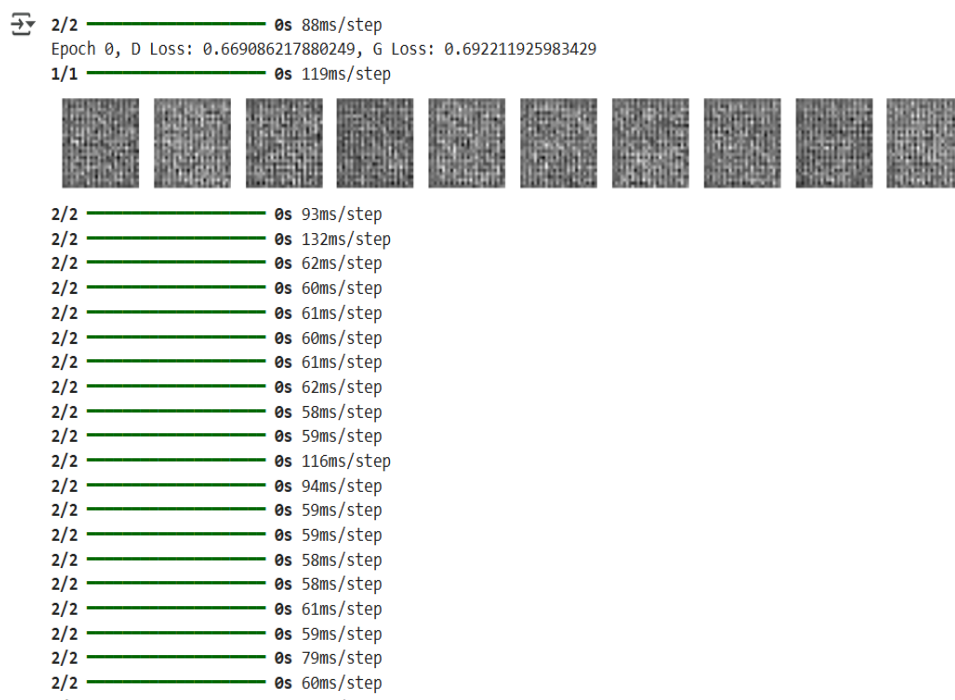 2/2 0s 88ms/step
Epoch 0, D Loss: 0.669086217880249, G Loss: 0.692211925983429
1/1 0s 119ms/step
2/2 0s 93ms/step
2/2 0s 132ms/step
2/2 0s 62ms/step
2/2 0s 60ms/step
2/2 0s 61ms/step
2/2 0s 60ms/step
2/2 0s 61ms/step
2/2 0s 62ms/step
2/2 0s 58ms/step
2/2 0s 59ms/step
2/2 0s 116ms/step
2/2 0s 94ms/step
2/2 0s 59ms/step
2/2 0s 59ms/step
2/2 0s 58ms/step
2/2 0s 58ms/step
2/2 0s 61ms/step
2/2 0s 59ms/step
2/2 0s 79ms/step
2/2 0s 60ms/step